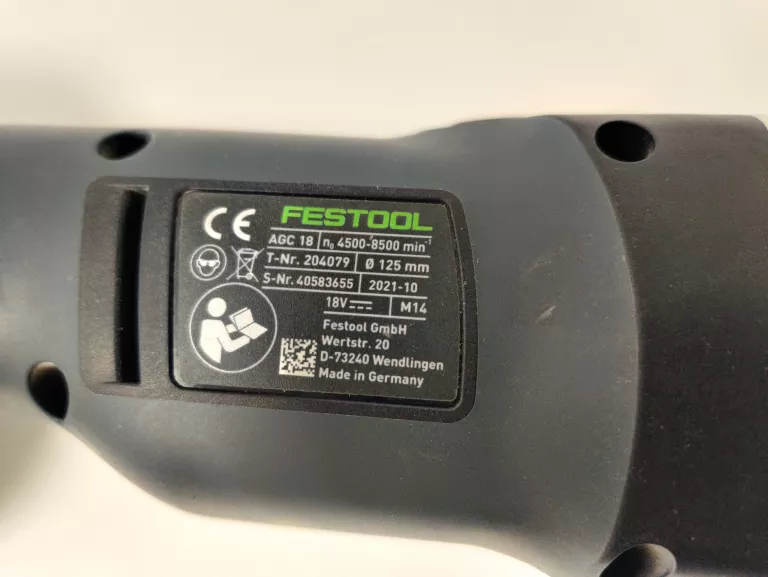 CE
FESTOOL
AGC 18 n₀ 4500-8500 min⁻¹
T-Nr. 204079 Ø 125 mm
S-Nr. 40583655 2021-10
18V M14
Festool GmbH
Wertstr. 20
D-73240 Wendlingen
Made in Germany